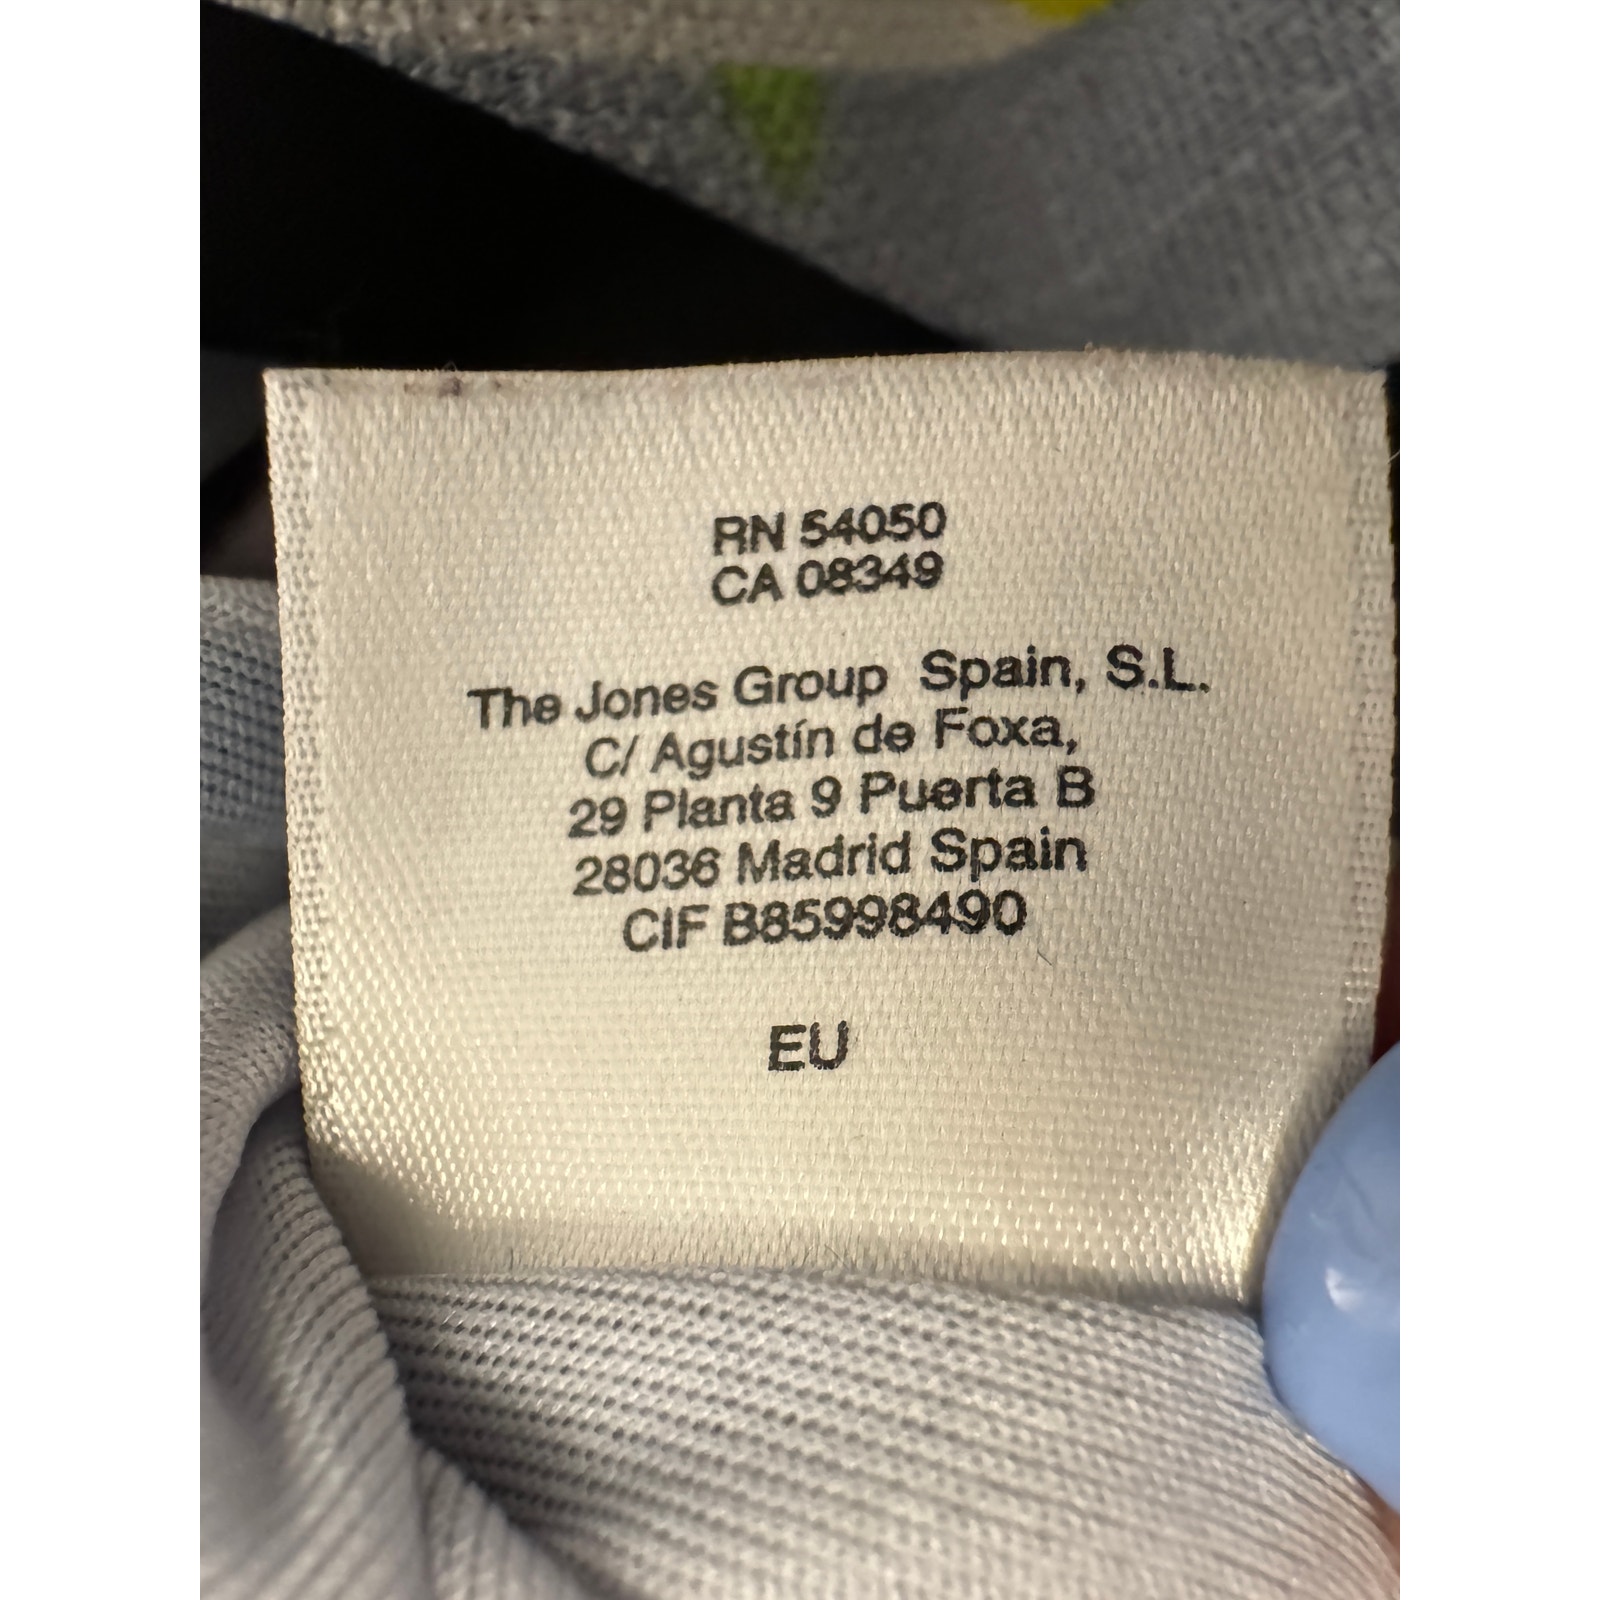 RN 54050
CA 08349
The Jones Group Spain, S.L.
C/ Agustín de Foxa,
29 Planta 9 Puerta B
28036 Madrid Spain
CIF B85998490
EU